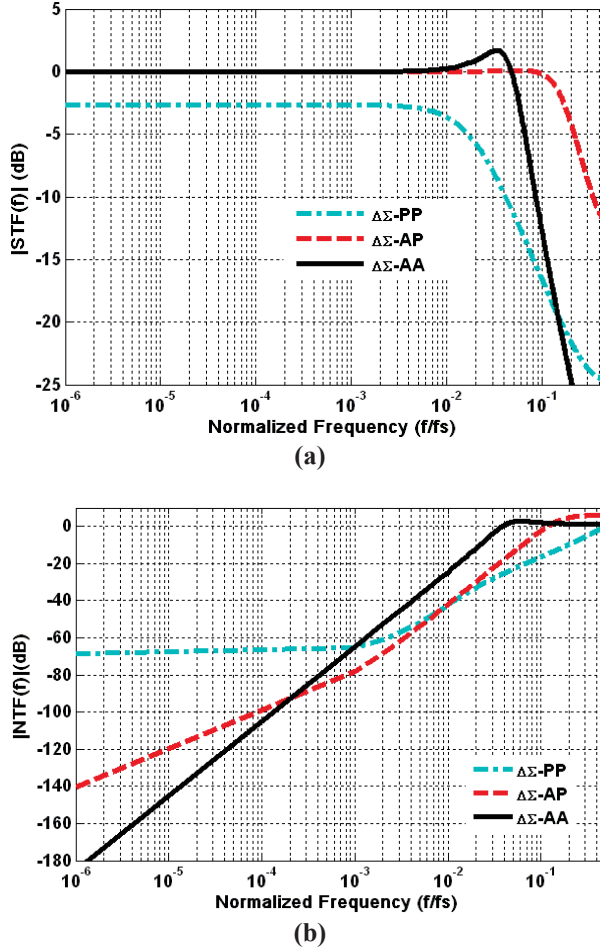 5
0
-5
-10
-15
-20
-25
|STF(f)| (dB)
ΔΣ-PP
ΔΣ-AP
ΔΣ-AA
10^-6 10^-5 10^-4 10^-3 10^-2 10^-1
Normalized Frequency (f/fs)
(a)
0
-20
-40
-60
-80
-100
-120
-140
-160
-180
|NTF(f)|(dB)
ΔΣ-PP
ΔΣ-AP
ΔΣ-AA
10^-6 10^-5 10^-4 10^-3 10^-2 10^-1
Normalized Frequency (f/fs)
(b)